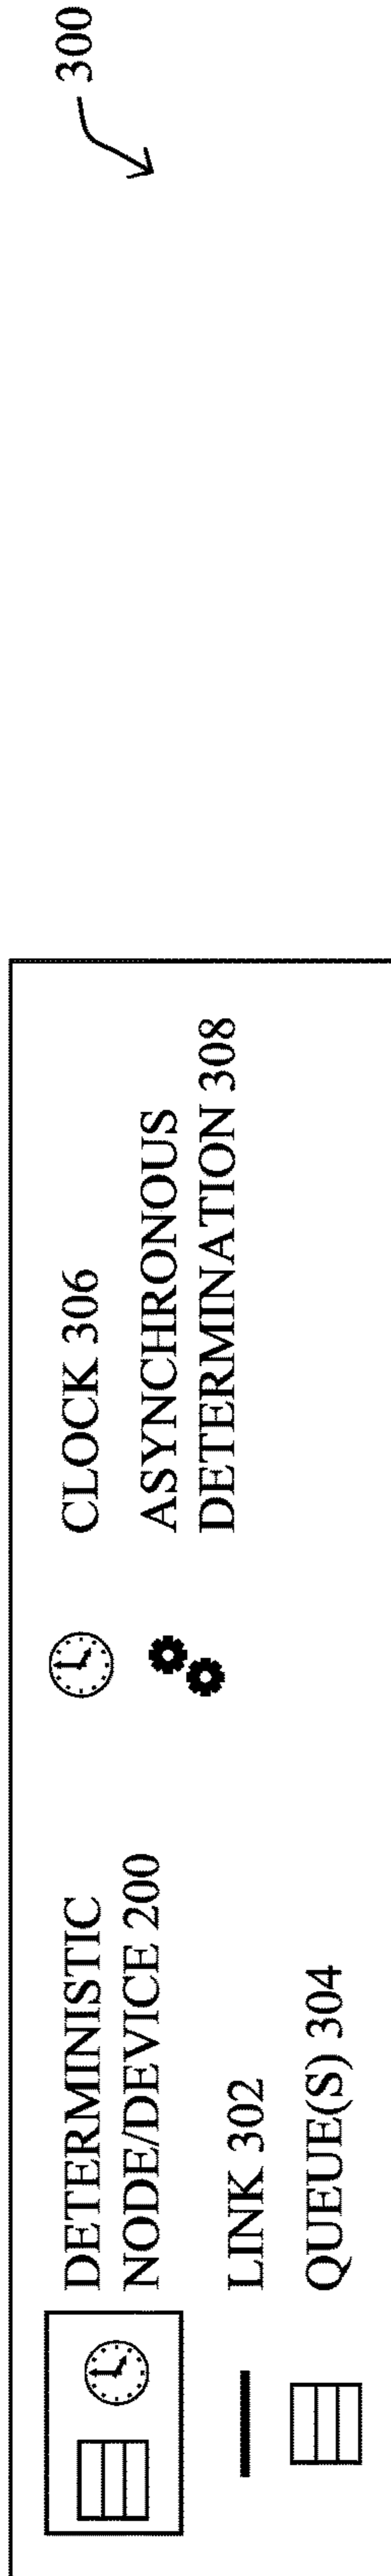 300
DETERMINISTIC
NODE/DEVICE 200
LINK 302
QUEUE(S) 304
CLOCK 306
ASYNCHRONOUS
DETERMINATION 308